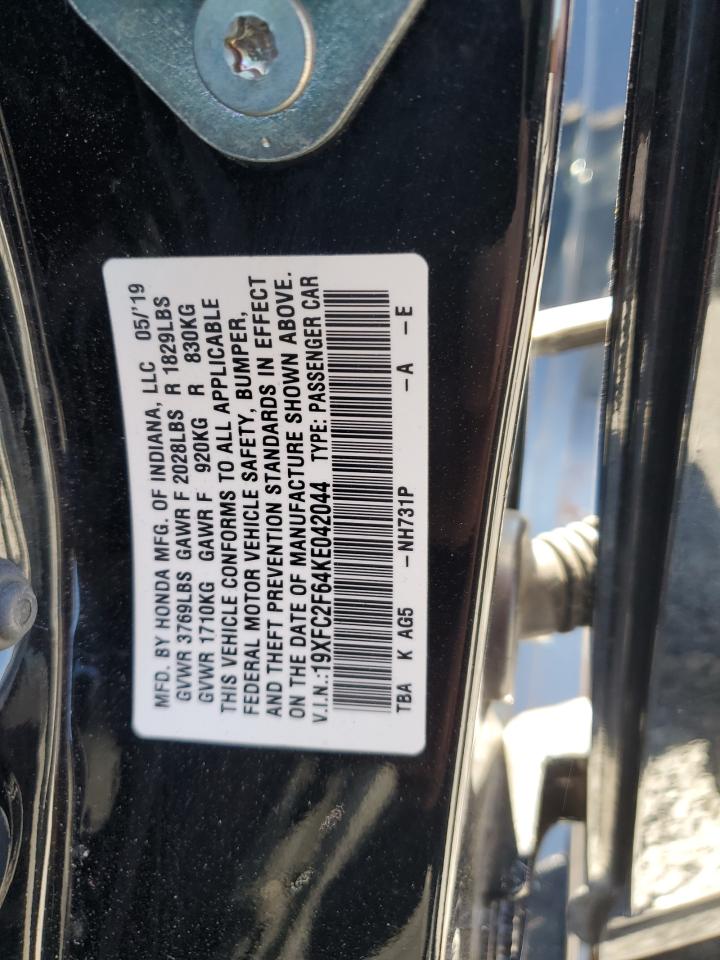 MFD. BY HONDA MFG. OF INDIANA, LLC 05/'19
GVWR 3769LBS GAWR F 2028LBS R 1829LBS
GVWR 1710KG GAWR F 920KG R 830KG
THIS VEHICLE CONFORMS TO ALL APPLICABLE
FEDERAL MOTOR VEHICLE SAFETY, BUMPER,
AND THEFT PREVENTION STANDARDS IN EFFECT
ON THE DATE OF MANUFACTURE SHOWN ABOVE.
V.I.N.:19XFC2F64KE042044 TYPE: PASSENGER CAR
TBA K AG5 -NH731P -A -E